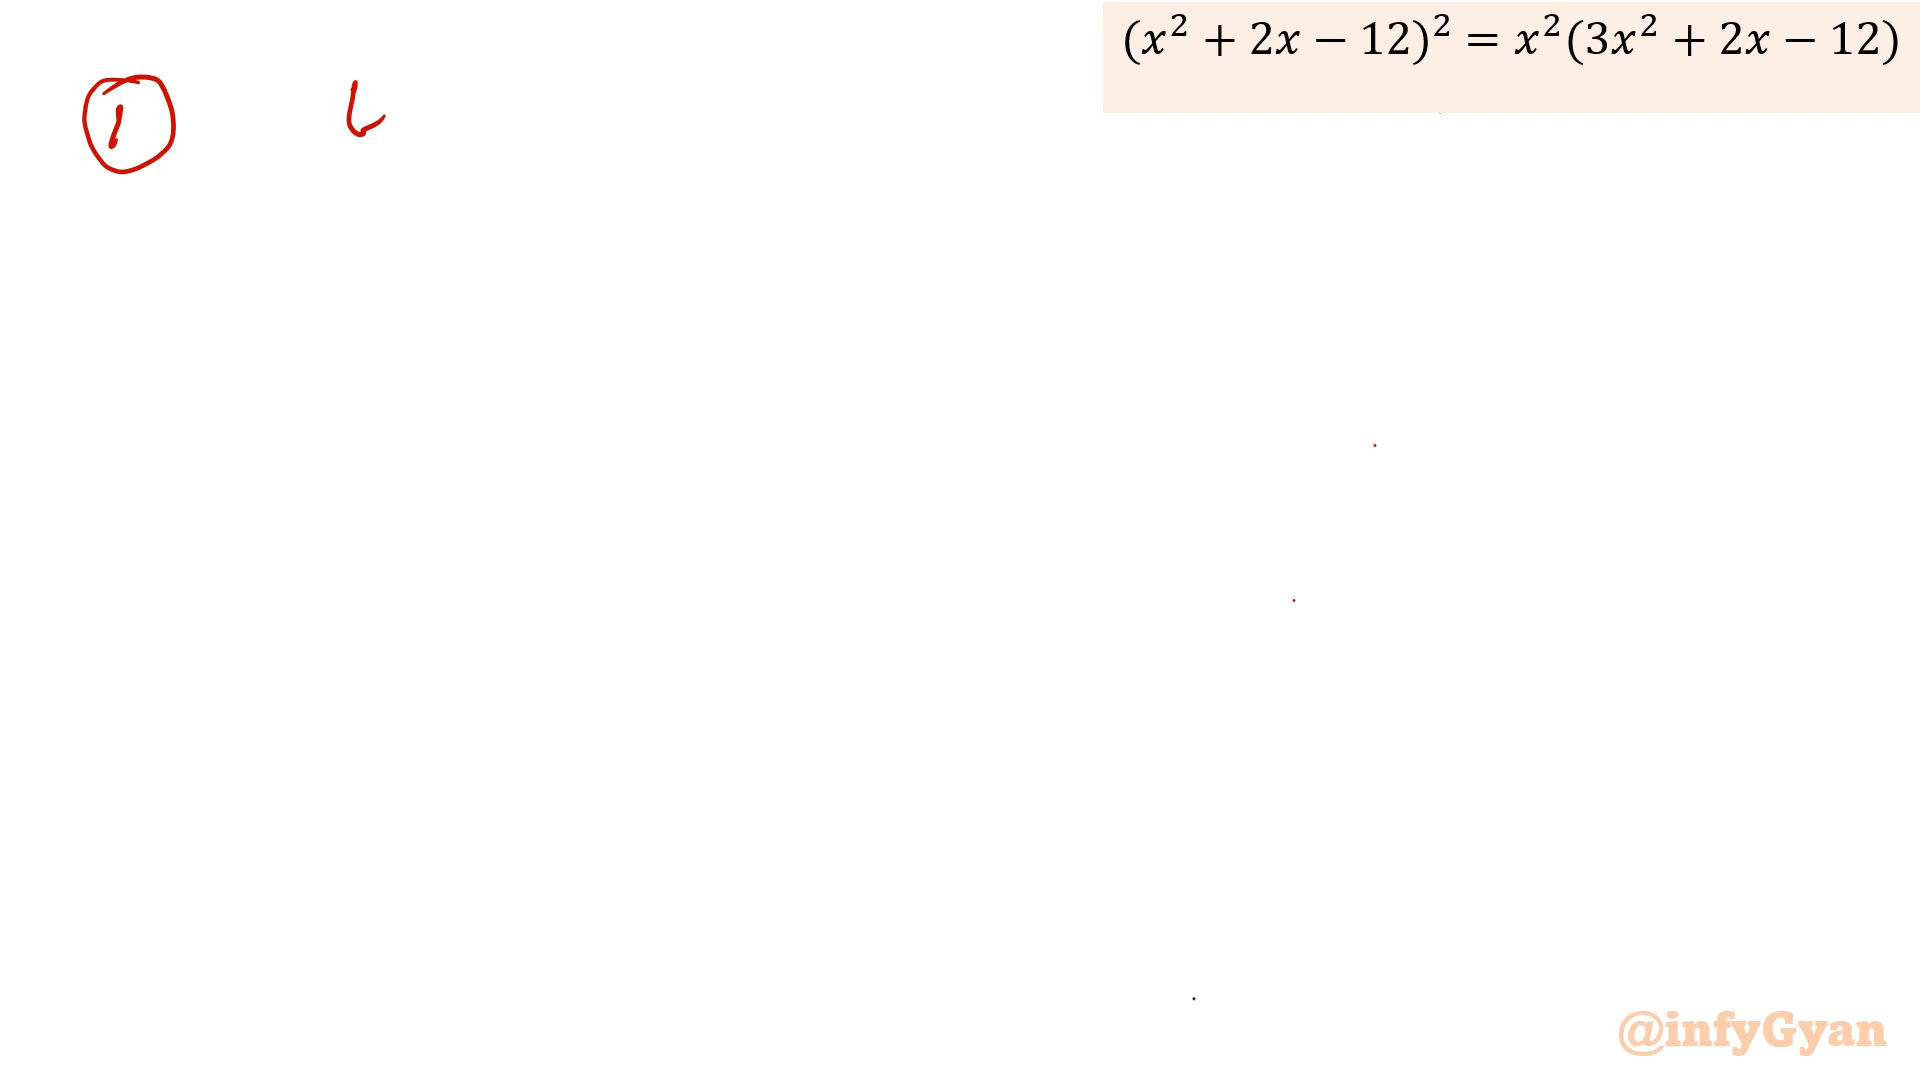 (x² + 2x − 12)² = x²(3x² + 2x − 12)
1
@infyGyan